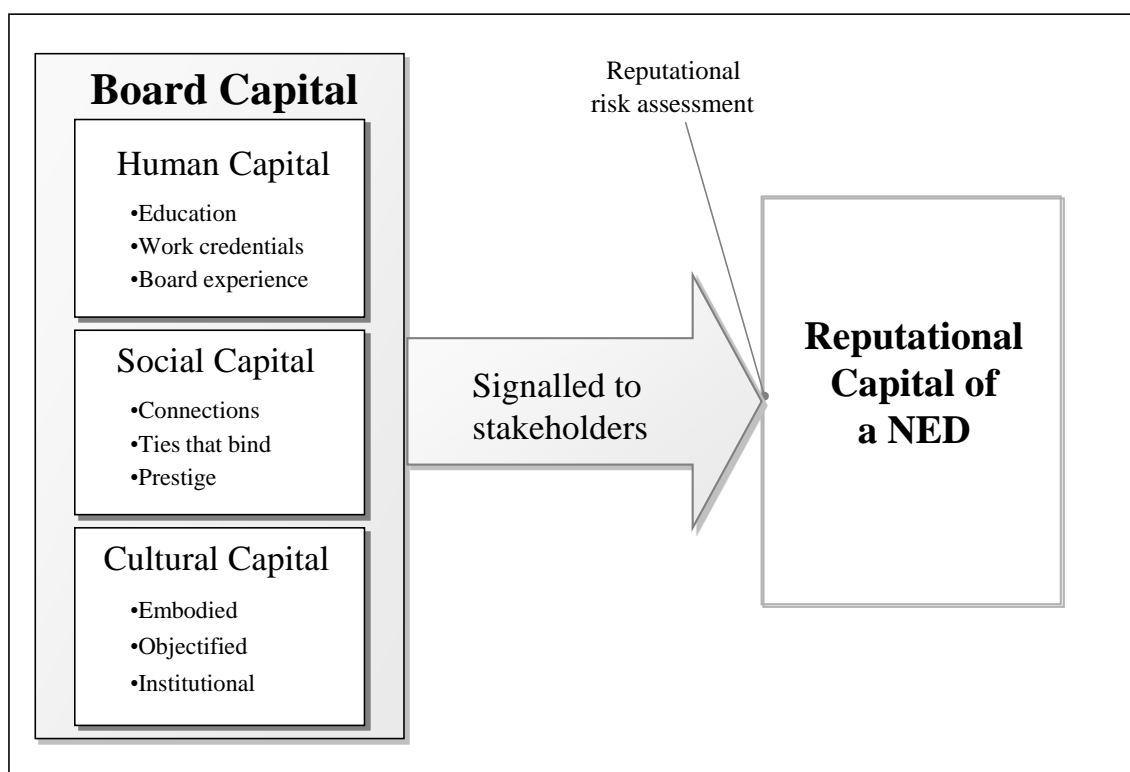 Board Capital
Human Capital
•Education
•Work credentials
•Board experience
Social Capital
•Connections
•Ties that bind
•Prestige
Cultural Capital
•Embodied
•Objectified
•Institutional
Signalled to
stakeholders
Reputational
risk assessment
Reputational
Capital of
a NED